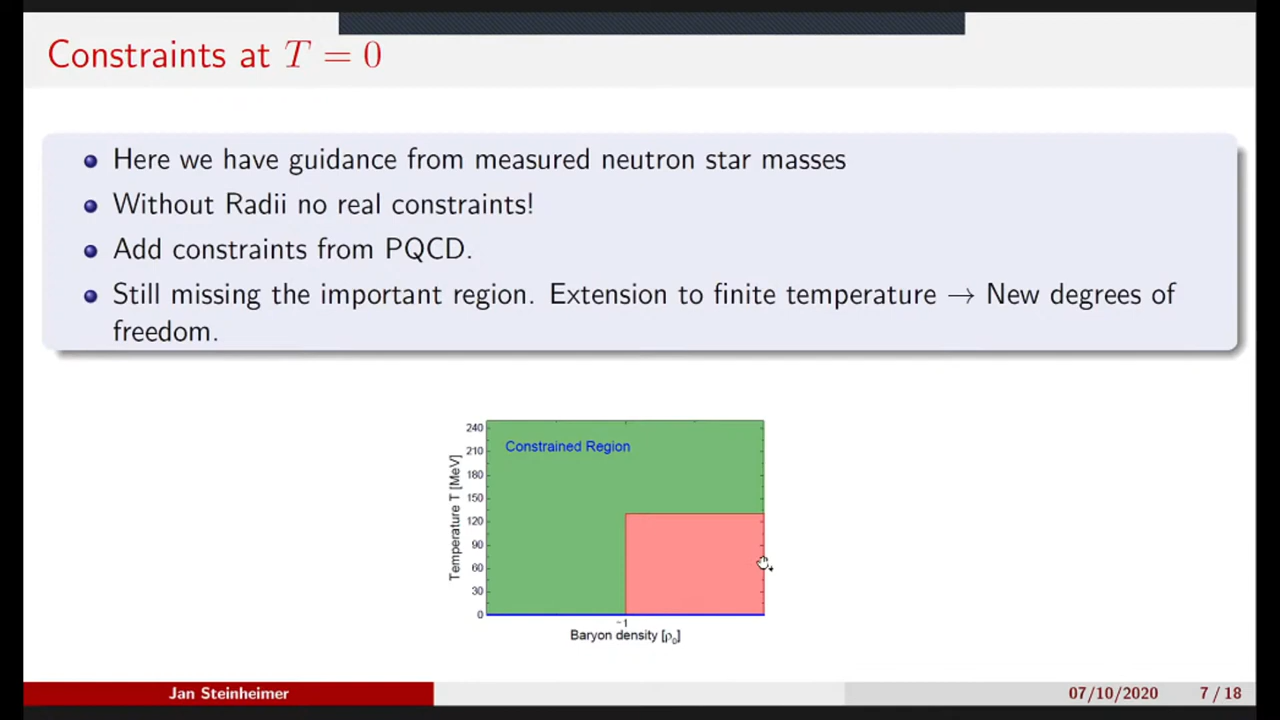 Constraints at T = 0
Here we have guidance from measured neutron star masses
Without Radii no real constraints!
Add constraints from PQCD.
Still missing the important region. Extension to finite temperature → New degrees of
freedom.
Constrained Region
240
210
180
150
120
90
60
30
0
Temperature T [MeV]
~1
Baryon density [ρ₀]
Jan Steinheimer
07/10/2020
7 / 18